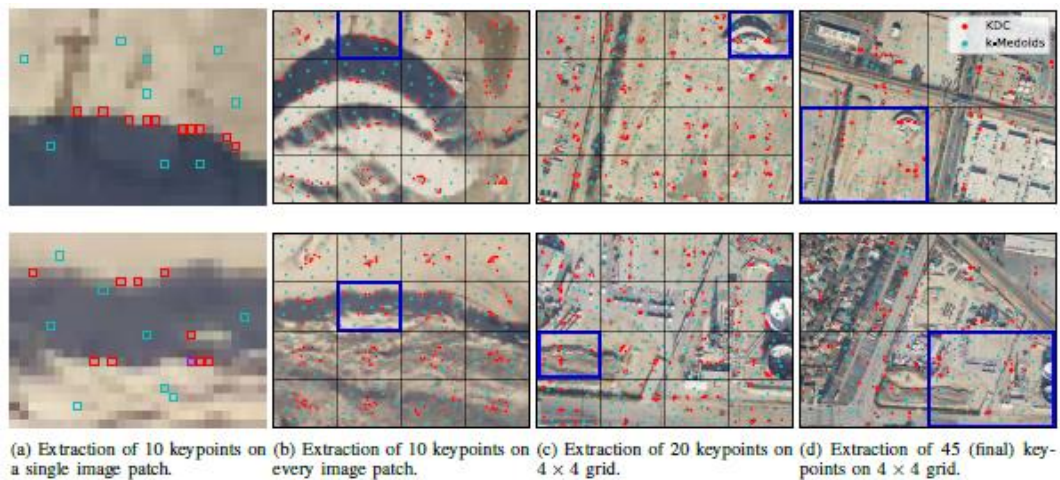 KDC
k-Medoids
(a) Extraction of 10 keypoints on
a single image patch.
(b) Extraction of 10 keypoints on
every image patch.
(c) Extraction of 20 keypoints on
4 × 4 grid.
(d) Extraction of 45 (final) key-
points on 4 × 4 grid.